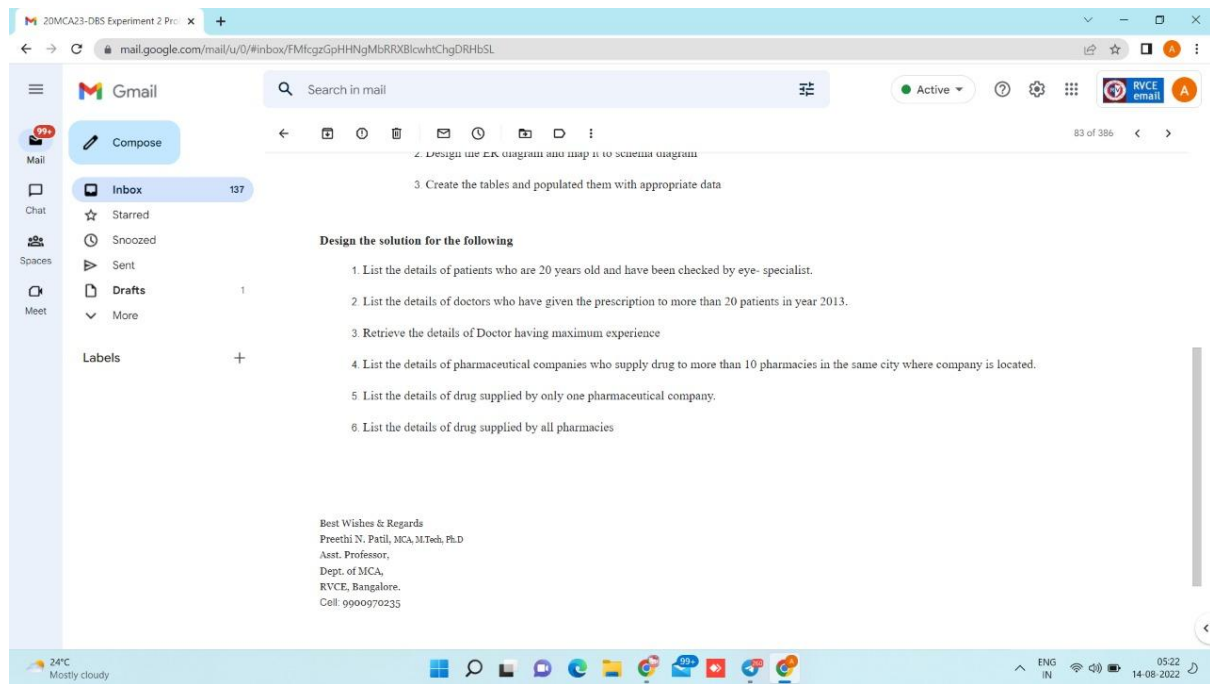 20MCA23-DBS Experiment 2 Pro
mail.google.com/mail/u/0/#inbox/FMfcgzGpHHNgMbRRXBlcwhtChgDRHbSL
Gmail
Search in mail
Active
RVCE
email
A
99+
Mail
Compose
83 of 386
2. Design the ER diagram and map it to schema diagram
Inbox 137
3. Create the tables and populated them with appropriate data
Chat
Starred
Snoozed
Design the solution for the following
Spaces
Sent
1. List the details of patients who are 20 years old and have been checked by eye- specialist.
Drafts 1
2. List the details of doctors who have given the prescription to more than 20 patients in year 2013.
Meet
More
3. Retrieve the details of Doctor having maximum experience
Labels
4. List the details of pharmaceutical companies who supply drug to more than 10 pharmacies in the same city where company is located.
5. List the details of drug supplied by only one pharmaceutical company.
6. List the details of drug supplied by all pharmacies
Best Wishes & Regards
Preethi N. Patil, MCA, M.Tech, Ph.D
Asst. Professor,
Dept. of MCA,
RVCE, Bangalore.
Cell: 9900970235
24°C
Mostly cloudy
99+
ENG
IN
05:22
14-08-2022